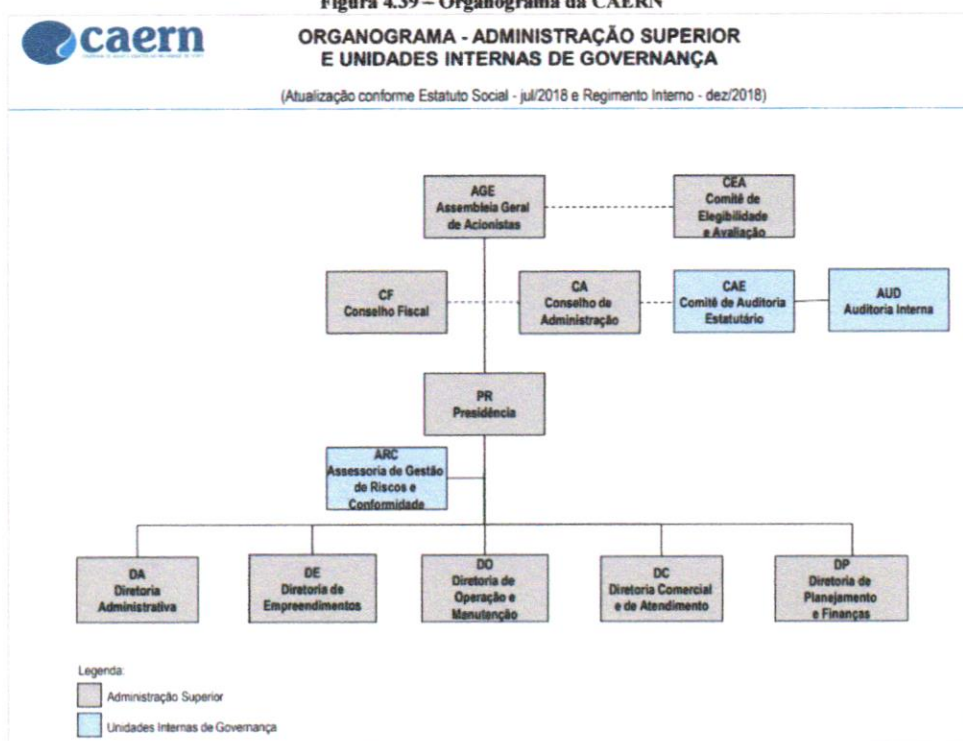 Figura 4.39 – Organograma da CAERN
caern
ORGANOGRAMA - ADMINISTRAÇÃO SUPERIOR
E UNIDADES INTERNAS DE GOVERNANÇA
(Atualização conforme Estatuto Social - jul/2018 e Regimento Interno - dez/2018)
AGE
Assembleia Geral
de Acionistas
CEA
Comitê de
Elegibilidade
e Avaliação
CF
Conselho Fiscal
CA
Conselho de
Administração
CAE
Comitê de Auditoria
Estatutário
AUD
Auditoria Interna
PR
Presidência
ARC
Assessoria de Gestão
de Riscos e
Conformidade
DA
Diretoria
Administrativa
DE
Diretoria de
Empreendimentos
DO
Diretoria de
Operação e
Manutenção
DC
Diretoria Comercial
e de Atendimento
DP
Diretoria de
Planejamento
e Finanças
Legenda:
Administração Superior
Unidades Internas de Governança